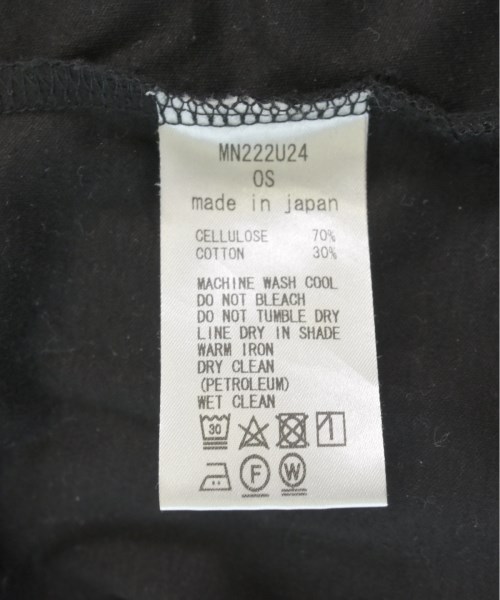 MN222U24
OS
made in japan
CELLULOSE 70%
COTTON 30%
MACHINE WASH COOL
DO NOT BLEACH
DO NOT TUMBLE DRY
LINE DRY IN SHADE
WARM IRON
DRY CLEAN
(PETROLEUM)
WET CLEAN
30
F W